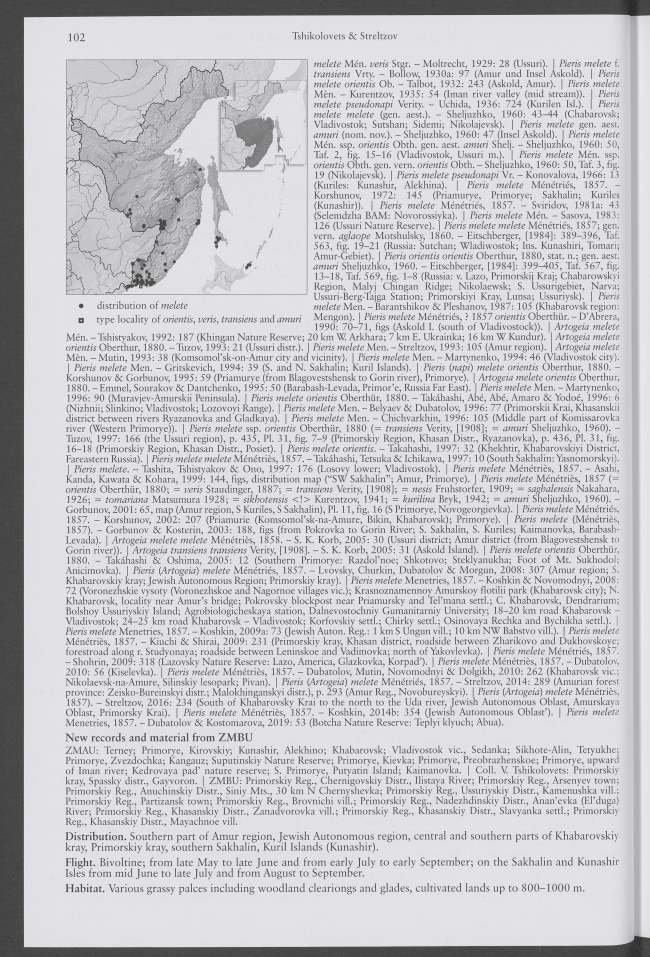 102
Tshikolovets & Streltzov
melete Mén. veris Stgr. – Moltrecht, 1929: 28 (Ussuri). | Pieris melete f.
transiens Vrty. – Bollow, 1930a: 97 (Amur und Insel Askold). | Pieris
melete orientis Ob. – Talbot, 1932: 243 (Askold, Amur). | Pieris melete
Mèn. – Kurentzov, 1935: 54 (Iman river valley (mid stream)). | Pieris
melete pseudonapi Verity. – Uchida, 1936: 724 (Kurilen Isl.). | Pieris
melete (gen. aest.). – Sheljuzhko, 1960: 43–44 (Chabarovsk;
Vladivostok; Sutshan; Sidemi; Nikolajevsk). | Pieris melete gen. aest.
amuri (nom. nov.). – Sheljuzhko, 1960: 47 (Insel Askold). | Pieris melete
Mén. ssp. orientis Obth. gen. aest. amuri Shelj. – Sheljuzhko, 1960: 50,
Taf. 2, fig. 15–16 (Vladivostok, Ussuri m.). | Pieris melete Mén. ssp.
orientis Obth. gen. vern. orientis Obth. – Sheljuzhko, 1960: 50, Taf. 3, fig.
19 (Nikolajevsk). | Pieris melete pseudonapi Vr. – Konovalova, 1966: 13
(Kuriles: Kunashir, Alekhina). | Pieris melete Ménétriés, 1857. –
Korshunov, 1972: 145 (Priamurye, Primorye; Sakhalin; Kuriles
(Kunashir)). | Pieris melete Ménétriés, 1857. – Sviridov, 1981a: 43
(Selemdzha BAM: Novorossiyka). | Pieris melete Mén. – Sasova, 1983:
126 (Ussuri Nature Reserve). | Pieris melete melete Ménétriés, 1857; gen.
vern. aglaope Motshulsky, 1860. – Eitschberger, [1984]: 389–396, Taf.
563, fig. 19–21 (Russia: Sutchan; Wladiwostok; Ins. Kunashiri, Tomari;
Amur-Gebiet). | Pieris orientis orientis Oberthur, 1880, stat. n.; gen. aest.
amuri Sheljuzhko, 1960. – Eitschberger, [1984]: 399–405, Taf. 567, fig.
13–18, Taf. 569, fig. 1–8 (Russia: v. Lazo, Primorskij Kraj; Chabarowskyi
Region, Malyj Chingan Ridge; Nikolaewsk; S. Ussurigebiet, Narva;
Ussuri-Berg-Tajga Station; Primorskiyi Kray, Lunsa; Ussuriysk). | Pieris
melete Men. – Barantshikov & Pleshanov, 1987: 105 (Khabarovsk region:
Mengon). | Pieris melete Ménétriés, ? 1857 orientis Oberthür. – D'Abrera,
1990: 70–71, figs (Askold I. (south of Vladivostock)). | Artogeia melete
distribution of melete
type locality of orientis, veris, transiens and amuri
Mén. – Tshistyakov, 1992: 187 (Khingan Nature Reserve; 20 km W. Arkhara; 7 km E. Ukrainka; 16 km W Kundur). | Artogeia melete
orientis Oberthur, 1880. – Tuzov, 1993: 21 (Ussuri distr.). | Pieris melete Men. – Streltzov, 1993: 105 (Amur region). | Artogeia melete
Mèn. – Mutin, 1993: 38 (Komsomol'sk-on-Amur city and vicinity). | Pieris melete Men. – Martynenko, 1994: 46 (Vladivostok city).
| Pieris melete Men. – Gritskevich, 1994: 39 (S. and N. Sakhalin; Kuril Islands). | Pieris (napi) melete orientis Oberthur, 1880. –
Korshunov & Gorbunov, 1995: 59 (Priamurye (from Blagovestshensk to Gorin river), Primorye). | Artogeia melete orientis Oberthur,
1880. – Emmel, Sourakov & Dantchenko, 1995: 50 (Barabash-Levada, Primor'e, Russia Far East). | Pieris melete Men. – Martynenko,
1996: 90 (Muravjev-Amurskii Peninsula). | Pieris melete orientis Oberthür, 1880. – Takáhashi, Abé, Abé, Amaro & Yodoé, 1996: 6
(Nizhnii; Slinkino; Vladivostok; Lozovoyi Range). | Pieris melete Men. – Belyaev & Dubatolov, 1996: 77 (Primorskii Krai, Khasanskii
district between rivers Ryazanovka and Gladkaya). | Pieris melete Men. – Chichvarkhin, 1996: 105 (Middle part of Komissarovka
river (Western Primorye)). | Pieris melete ssp. orientis Oberthur, 1880 (= transiens Verity, [1908]; = amuri Sheljuzhko, 1960). –
Tuzov, 1997: 166 (the Ussuri region), p. 435, Pl. 31, fig. 7–9 (Primorskij Region, Khasan Distr., Ryazanovka), p. 436, Pl. 31, fig.
16–18 (Primorskij Region, Khasan Distr., Posiet). | Pieris melete orientis. – Takahashi, 1997: 32 (Khekhtir, Khabarovskyi District,
Fareastern Russia). | Pieris melete Ménétriés, 1857. – Takáhashi, Tetsuka & Ichikawa, 1997: 10 (South Sakhalin: Yasnomorskyi).
| Pieris melete. – Tashita, Tshistyakov & Ono, 1997: 176 (Losovy lower; Vladivostok). | Pieris melete Ménétriés, 1857. – Asahi,
Kanda, Kawata & Kohara, 1999: 144, figs, distribution map ("SW Sakhalin"; Amur, Primorye). | Pieris melete Ménétriés, 1857 (=
orientis Oberthür, 1880; = veris Staudinger, 1887; = transiens Verity, [1908]; = nesis Fruhstorfer, 1909; = saghalensis Nakahara,
1926; = tomariana Matsumura 1928; = sikhotensis <!> Kurentzov, 1941; = kurilina Bryk, 1942; = amuri Sheljuzhko, 1960). –
Gorbunov, 2001: 65, map (Amur region, S Kuriles, S Sakhalin), Pl. 11, fig. 16 (S Primorye, Novogeorgievka). | Pieris melete Ménétriés,
1857. – Korshunov, 2002: 207 (Priamurie (Komsomol'sk-na-Amure, Bikin, Khabarovsk); Primorye). | Pieris melete (Ménétriés,
1857). – Gorbunov & Kosterin, 2003: 188, figs (from Pokrovka to Gorin River; S. Sakhalin, S. Kuriles; Kaimanovka, Barabash-
Levada). | Artogeia melete melete Ménétriés, 1858. – S. K. Korb, 2005: 30 (Ussuri district; Amur district (from Blagovestshensk to
Gorin river)). | Artogeia transiens transiens Verity, [1908]. – S. K. Korb, 2005: 31 (Askold Island). | Pieris melete orientis Oberthür,
1880. – Takáhashi & Oshima, 2005: 12 (Southern Primorye: Razdol'noe; Shkotovo; Steklyanukha; Foot of Mt. Sukhodol;
Anicimovka). | Pieris (Artogeia) melete Ménétriés, 1857. – Lvovsky, Churkin, Dubatolov & Morgun, 2008: 307 (Amur region; S.
Khabarovskiy kray; Jewish Autonomous Region; Primorskiy kray). | Pieris melete Menetries, 1857. – Koshkin & Novomodnyi, 2008:
72 (Voronezhskie vysoty (Voronezhskoe and Nagornoe villages vic.); Krasnoznamennoy Amurskoy flotilii park (Khabarovsk city); N.
Khabarovsk, locality near Amur's bridge; Pokrovsky blockpost near Priamursky and Tel'mana settl.; C. Khabarovsk, Dendrarium;
Bolshoy Ussuriyskiy Island; Agrobiologicheskaya station, Dalnevostochniy Gumanitarniy University; 18–20 km road Khabarovsk –
Vladivostok; 24–25 km road Khabarovsk – Vladivostok; Korfovskiy settl.; Chirky settl.; Osinovaya Rechka and Bychikha settl.). |
Pieris melete Menetries, 1857. – Koshkin, 2009a: 73 (Jewish Auton. Reg.: 1 km S Ungun vill.; 10 km NW Babstvo vill.). | Pieris melete
Ménétriés, 1857. – Kiuchi & Shirai, 2009: 231 (Primorskiy kray, Khasan district, roadside between Zharikovo and Dukhovskoye;
forestroad along r. Studyonaya; roadside between Leninskoe and Vadimovka; north of Yakovlevka). | Pieris melete Ménétriés, 1857.
– Shohrin, 2009: 318 (Lazovsky Nature Reserve: Lazo, America, Glazkovka, Korpad'). | Pieris melete Ménétriés, 1857. – Dubatolov,
2010: 56 (Kiselevka). | Pieris melete Ménétriés, 1857. – Dubatolov, Mutin, Novomodnyi & Dolgikh, 2010: 262 (Khabarovsk vic.;
Nikolaevsk-na-Amure, Silinskiy lesopark; Pivan). | Pieris (Artogeia) melete Ménétriés, 1857. – Streltzov, 2014: 289 (Amurian forest
province: Zeisko-Bureinskyi distr.; Malokhinganskyi distr.), p. 293 (Amur Reg., Novobureyskyi). | Pieris (Artogeia) melete Ménétriés,
1857). – Streltzov, 2016: 234 (South of Khabarovsky Krai to the north to the Uda river, Jewish Autonomous Oblast, Amurskaya
Oblast, Primorsky Krai). | Pieris melete Ménétriés, 1857. – Koshkin, 2014b: 354 (Jewish Autonomous Oblast'). | Pieris melete
Menetries, 1857. – Dubatolov & Kostomarova, 2019: 53 (Botcha Nature Reserve: Teplyi klyuch; Abua).
New records and material from ZMBU
ZMAU: Terney; Primorye, Kirovskiy; Kunashir, Alekhino; Khabarovsk; Vladivostok vic., Sedanka; Sikhote-Alin, Tetyukhe;
Primorye, Zvezdochka; Kangauz; Suputinskiy Nature Reserve; Primorye, Kievka; Primorye, Preobrazhenskoe; Primorye, upward
of Iman river; Kedrovaya pad' nature reserve; S. Primorye, Putyatin Island; Kaimanovka. | Coll. V. Tshikolovets: Primorskiy
kray, Spassky distr., Gayvoron. | ZMBU: Primorskiy Reg., Chernigovskiy Distr., Ilistaya River; Primorskiy Reg., Arsenyev town;
Primorskiy Reg., Anuchinskiy Distr., Siniy Mts., 30 km N Chernyshevka; Primorskiy Reg., Ussuriyskiy Distr., Kamenushka vill.;
Primorskiy Reg., Partizansk town; Primorskiy Reg., Brovnichi vill.; Primorskiy Reg., Nadezhdinskiy Distr., Anan'evka (El'duga)
River; Primorskiy Reg., Khasanskiy Distr., Zanadvorovka vill.; Primorskiy Reg., Khasanskiy Distr., Slavyanka settl.; Primorskiy
Reg., Khasanskiy Distr., Mayachnoe vill.
Distribution. Southern part of Amur region, Jewish Autonomous region, central and southern parts of Khabarovskiy
kray, Primorskiy kray, southern Sakhalin, Kuril Islands (Kunashir).
Flight. Bivoltine; from late May to late June and from early July to early September; on the Sakhalin and Kunashir
Isles from mid June to late July and from August to September.
Habitat. Various grassy palces including woodland cleariongs and glades, cultivated lands up to 800–1000 m.